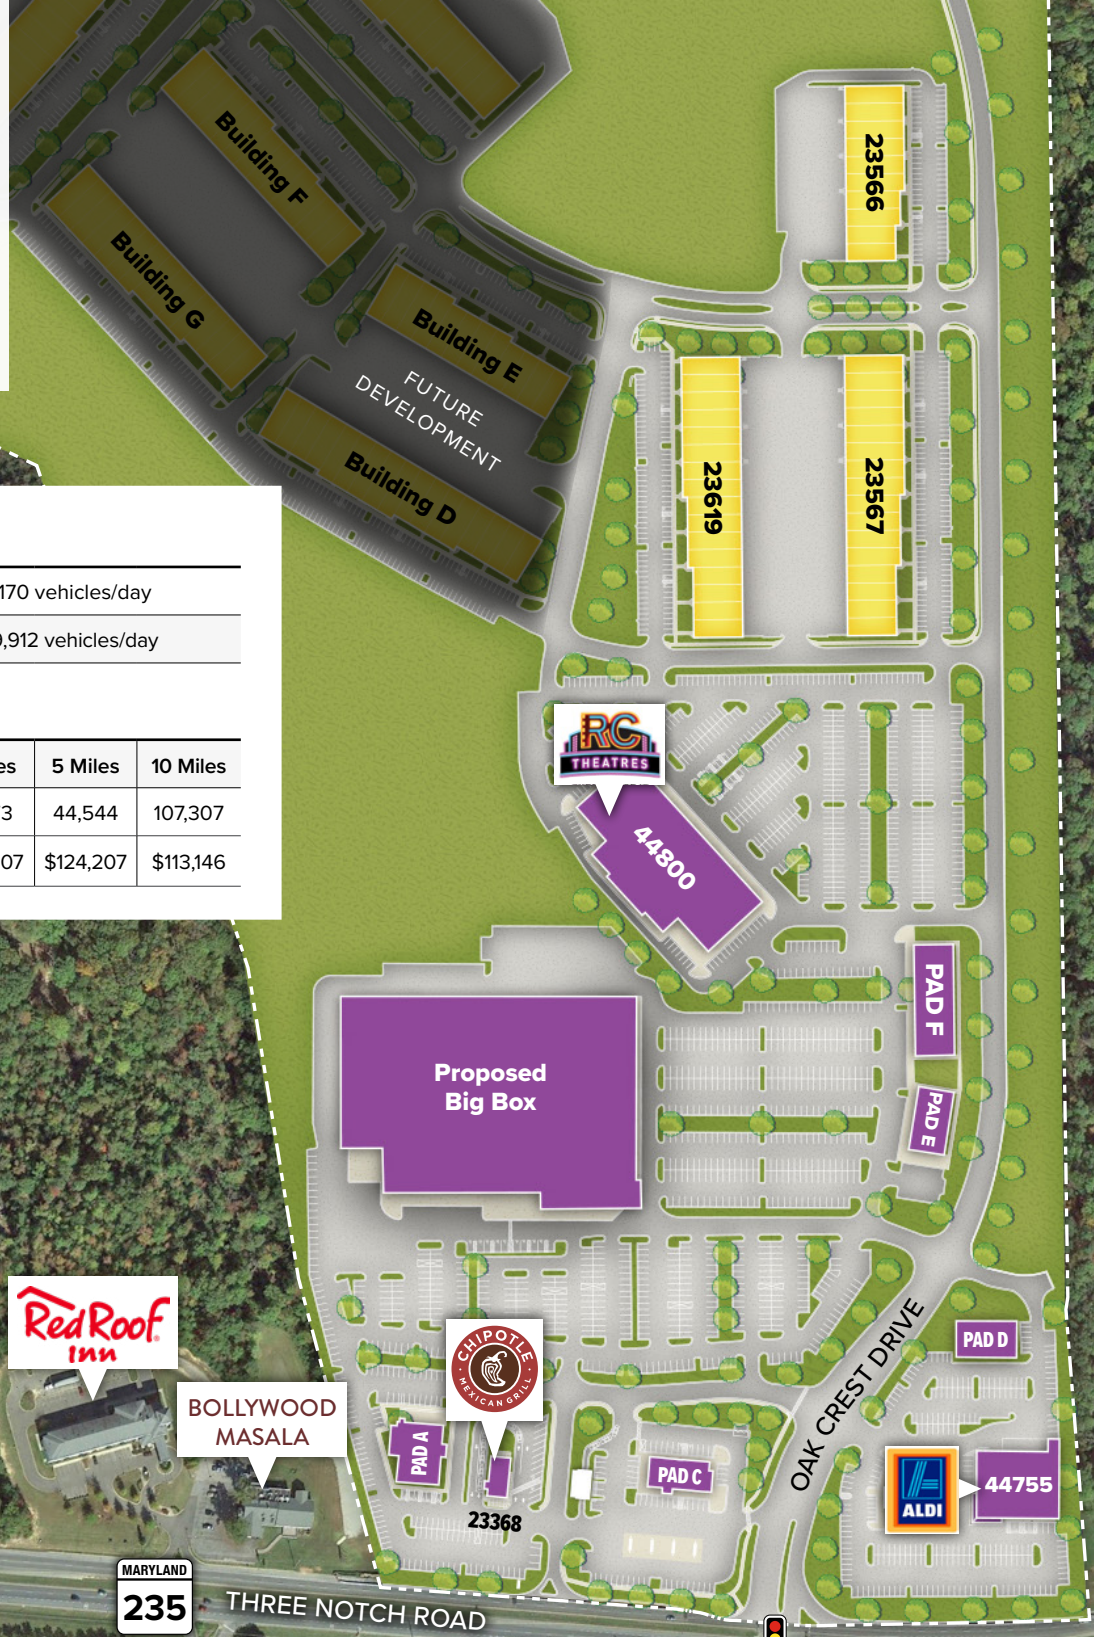 Building F
23566
Building G
Building E
FUTURE
DEVELOPMENT
Building D
23619
23567
170 vehicles/day
,912 vehicles/day
5 Miles
10 Miles
44,544
107,307
$124,207
$113,146
RC
THEATRES
44800
PAD F
Proposed
Big Box
PAD E
Red Roof
Inn
CHIPOTLE
MEXICAN GRILL
OAK CREST DRIVE
PAD D
BOLLYWOOD
MASALA
PAD A
PAD C
ALDI
44755
23368
MARYLAND
235
THREE NOTCH ROAD